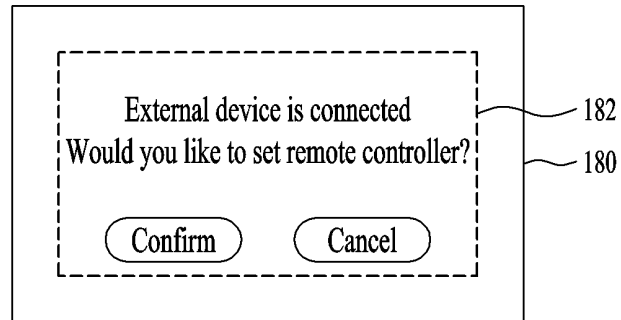 External device is connected
Would you like to set remote controller?
Confirm
Cancel
182
180